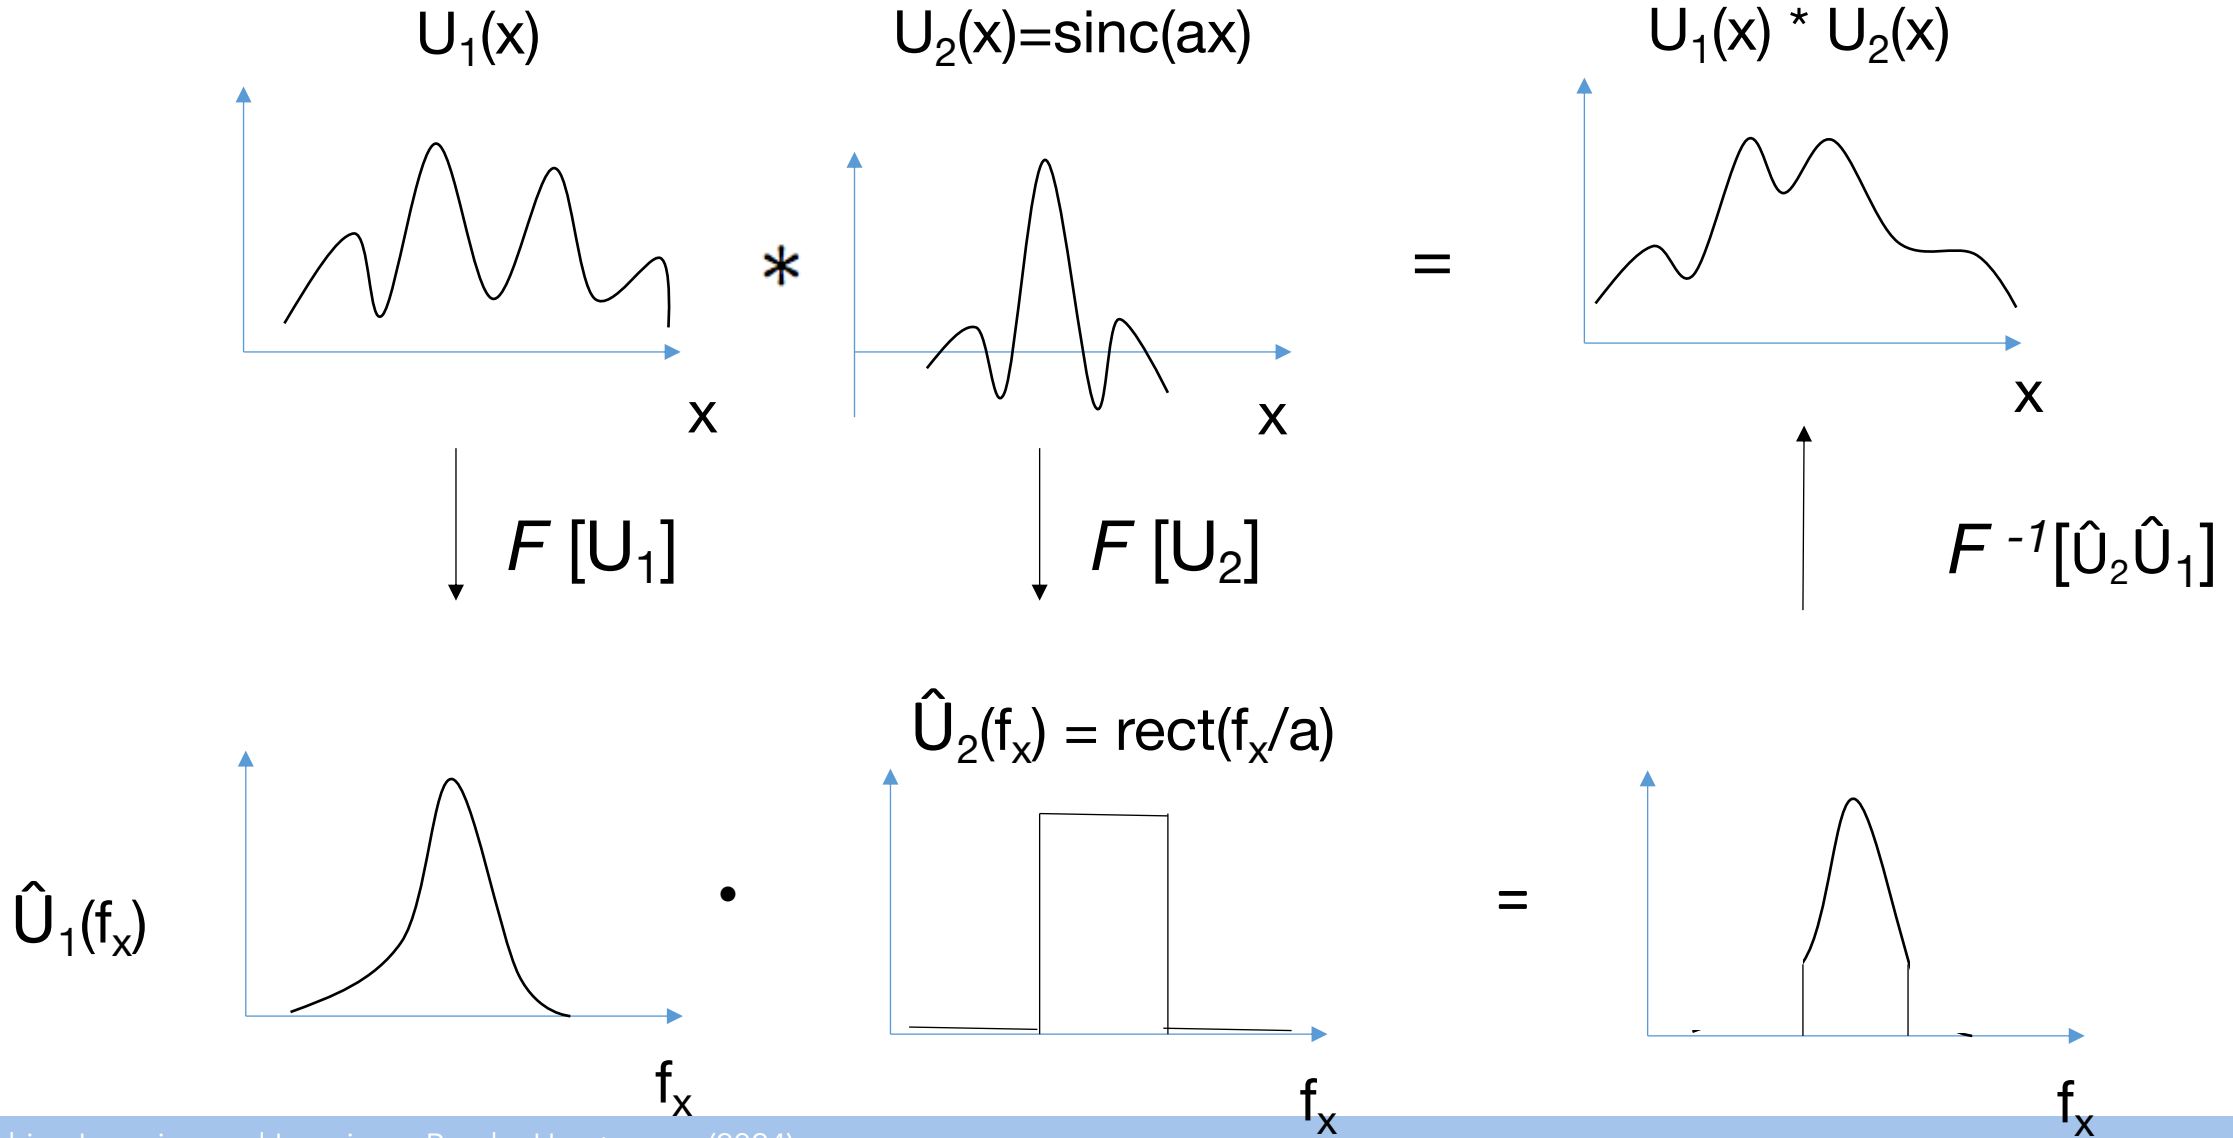 U₁(x)
U₂(x)=sinc(ax)
U₁(x) * U₂(x)
*
=
x
x
x
F [U₁]
F [U₂]
F ⁻¹[Û₂Û₁]
Û₂(fₓ) = rect(fₓ/a)
Û₁(fₓ)
•
=
fₓ
fₓ
fₓ